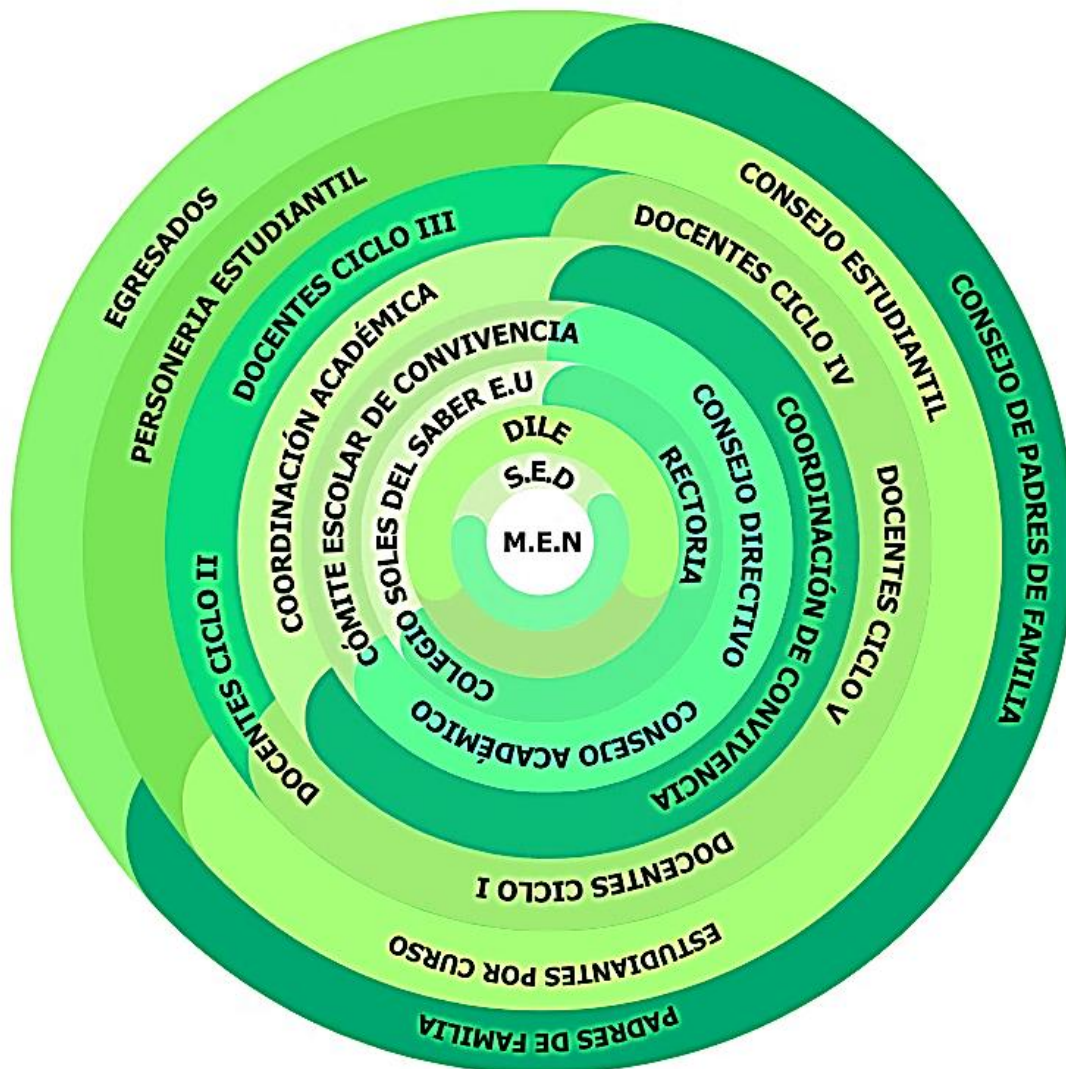 M.E.N
S.E.D
DILE
COLEGIO SOLES DEL SABER E.U
RECTORIA
CÓMITE ESCOLAR DE CONVIVENCIA
CONSEJO DIRECTIVO
CONSEJO ACADÉMICO
COORDINACIÓN ACADÉMICA
COORDINACIÓN DE CONVIVENCIA
DOCENTES CICLO III
DOCENTES CICLO IV
DOCENTES CICLO V
DOCENTES CICLO I
DOCENTES CICLO II
PERSONERIA ESTUDIANTIL
CONSEJO ESTUDIANTIL
ESTUDIANTES POR CURSO
EGRESADOS
CONSEJO DE PADRES DE FAMILIA
PADRES DE FAMILIA